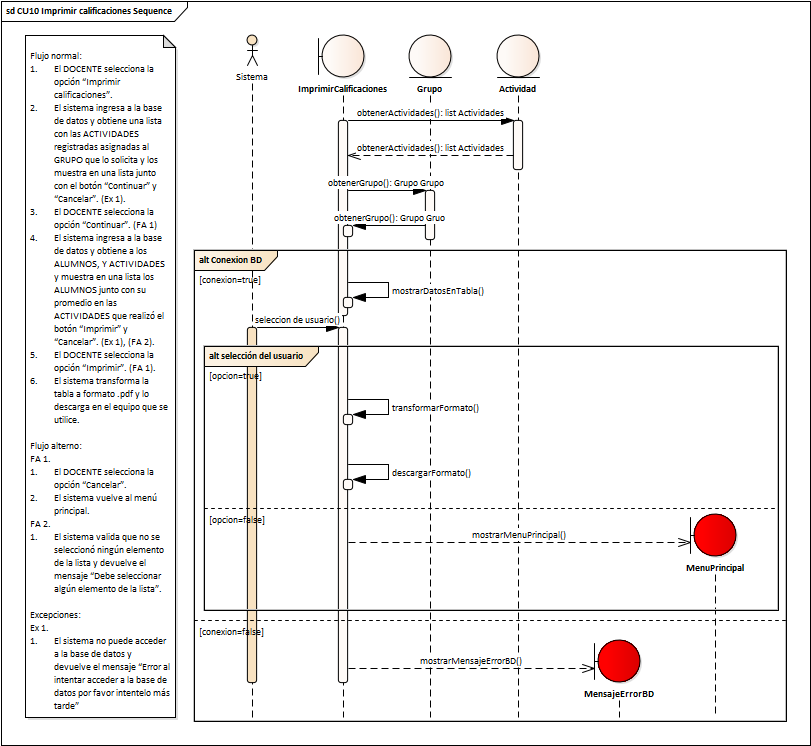 sd CU10 Imprimir calificaciones Sequence
Flujo normal:
1. El DOCENTE selecciona la
opción “Imprimir
calificaciones”.
2. El sistema ingresa a la base
de datos y obtiene una lista
con las ACTIVIDADES
registradas asignadas al
GRUPO que lo solicita y los
muestra en una lista junto
con el botón “Continuar” y
“Cancelar”. (Ex 1).
3. El DOCENTE selecciona la
opción “Continuar”. (FA 1)
4. El sistema ingresa a la base
de datos y obtiene a los
ALUMNOS, Y ACTIVIDADES
y muestra en una lista los
ALUMNOS junto con su
promedio en las
ACTIVIDADES que realizó el
botón “Imprimir” y
“Cancelar”. (Ex 1), (FA 2).
5. El DOCENTE selecciona la
opción “Imprimir”. (FA 1).
6. El sistema transforma la
tabla a formato .pdf y lo
descarga en el equipo que se
utilice.
Flujo alterno:
FA 1.
1. El DOCENTE selecciona la
opción “Cancelar”.
2. El sistema vuelve al menú
principal.
FA 2.
1. El sistema valida que no se
seleccionó ningún elemento
de la lista y devuelve el
mensaje “Debe seleccionar
algún elemento de la lista”.
Excepciones:
Ex 1.
1. El sistema no puede acceder
a la base de datos y
devuelve el mensaje “Error al
intentar acceder a la base de
datos por favor intentelo más
tarde”
Sistema
ImprimirCalificaciones
Grupo
Actividad
obtenerActividades(): list Actividades
obtenerActividades(): list Actividades
obtenerGrupo(): Grupo Grupo
obtenerGrupo(): Grupo Gruo
alt Conexion BD
[conexion=true]
mostrarDatosEnTabla()
seleccion de usuario()
alt selección del usuario
[opcion=true]
transformarFormato()
descargarFormato()
[opcion=false]
mostrarMenuPrincipal()
MenuPrincipal
[conexion=false]
mostrarMensajeErrorBD()
MensajeErrorBD